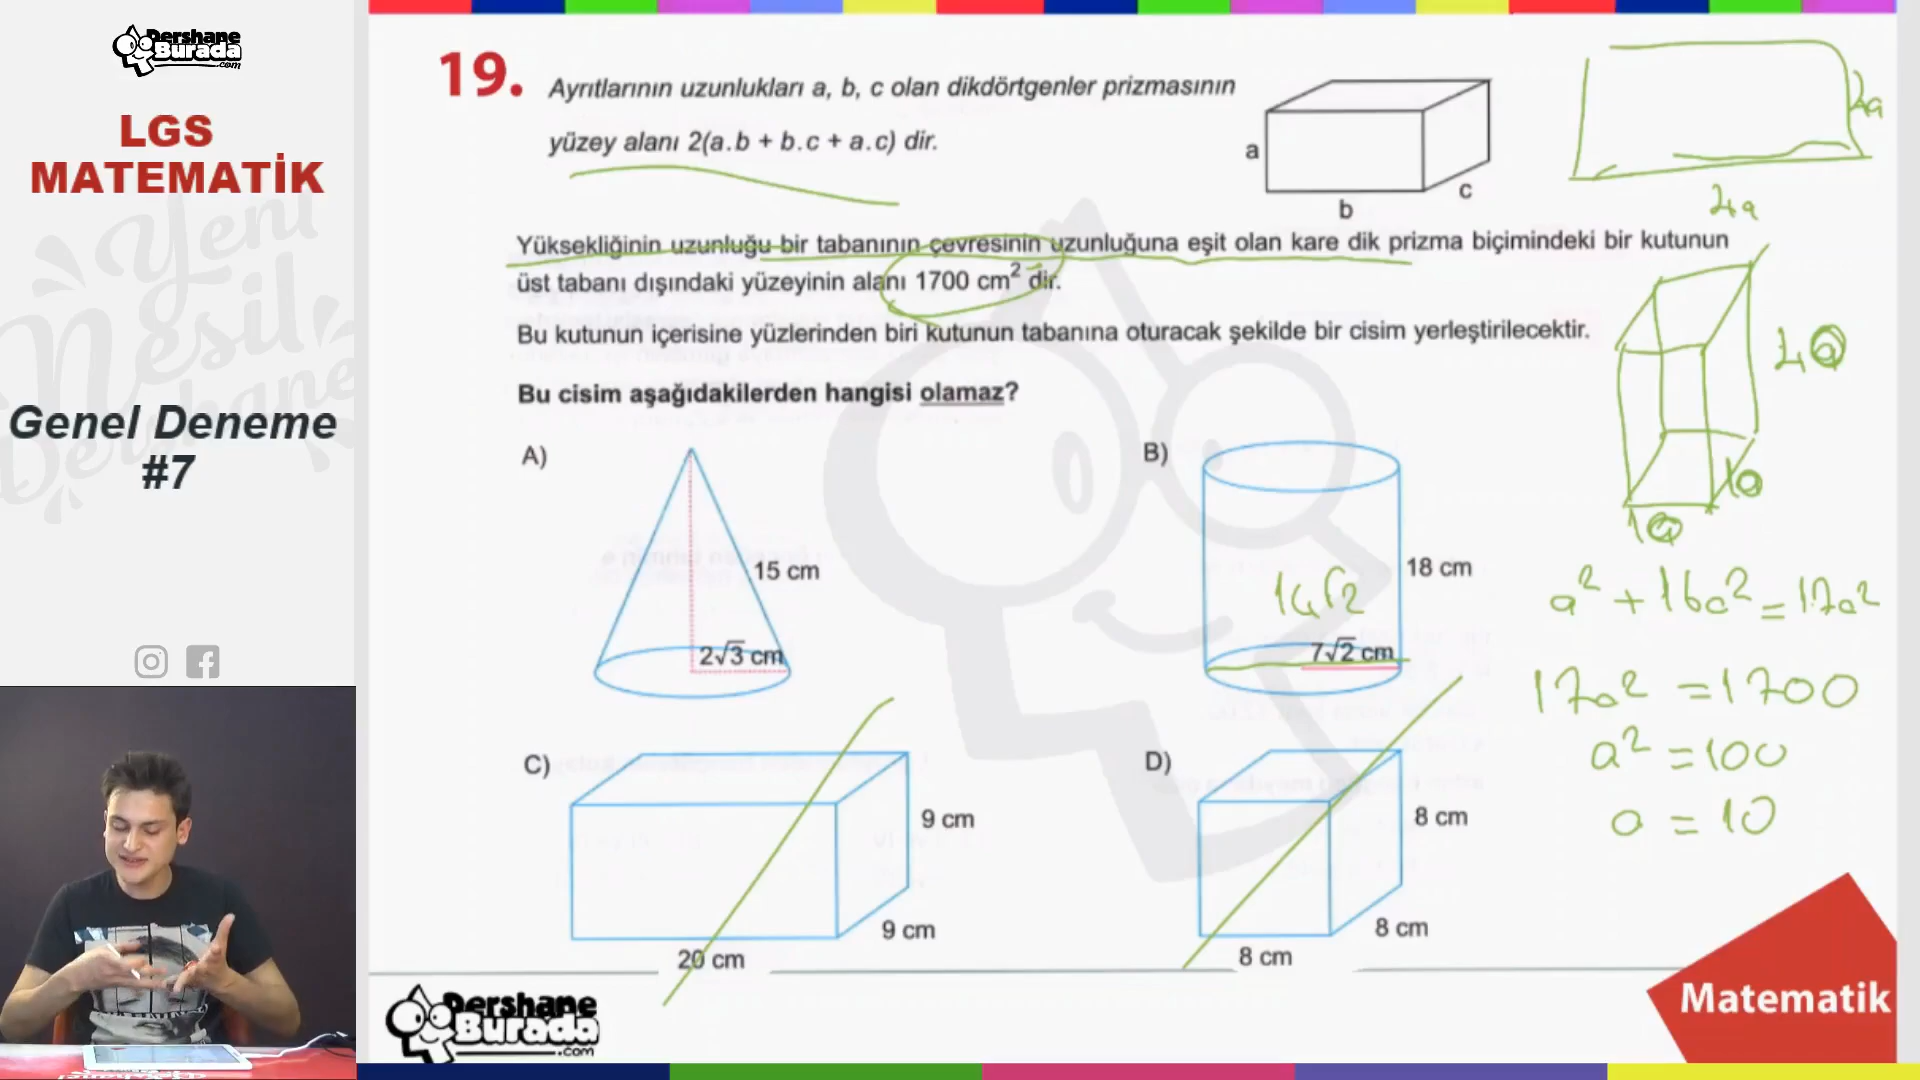 Dershane
Burada
.com
LGS
MATEMATİK
Yeni
Nesil
Dershane
Genel Deneme
#7
19. Ayrıtlarının uzunlukları a, b, c olan dikdörtgenler prizmasının
yüzey alanı 2(a.b + b.c + a.c) dir.
a
b
c
4a
4a
Yüksekliğinin uzunluğu bir tabanının çevresinin uzunluğuna eşit olan kare dik prizma biçimindeki bir kutunun
üst tabanı dışındaki yüzeyinin alanı 1700 cm² dir.
Bu kutunun içerisine yüzlerinden biri kutunun tabanına oturacak şekilde bir cisim yerleştirilecektir.
Bu cisim aşağıdakilerden hangisi olamaz?
A)
15 cm
2√3 cm
B)
18 cm
14√2
7√2 cm
a² + 16a² = 17a²
17a² = 1700
a² = 100
a = 10
C)
9 cm
9 cm
20 cm
D)
8 cm
8 cm
8 cm
Dershane
Burada
.com
Matematik